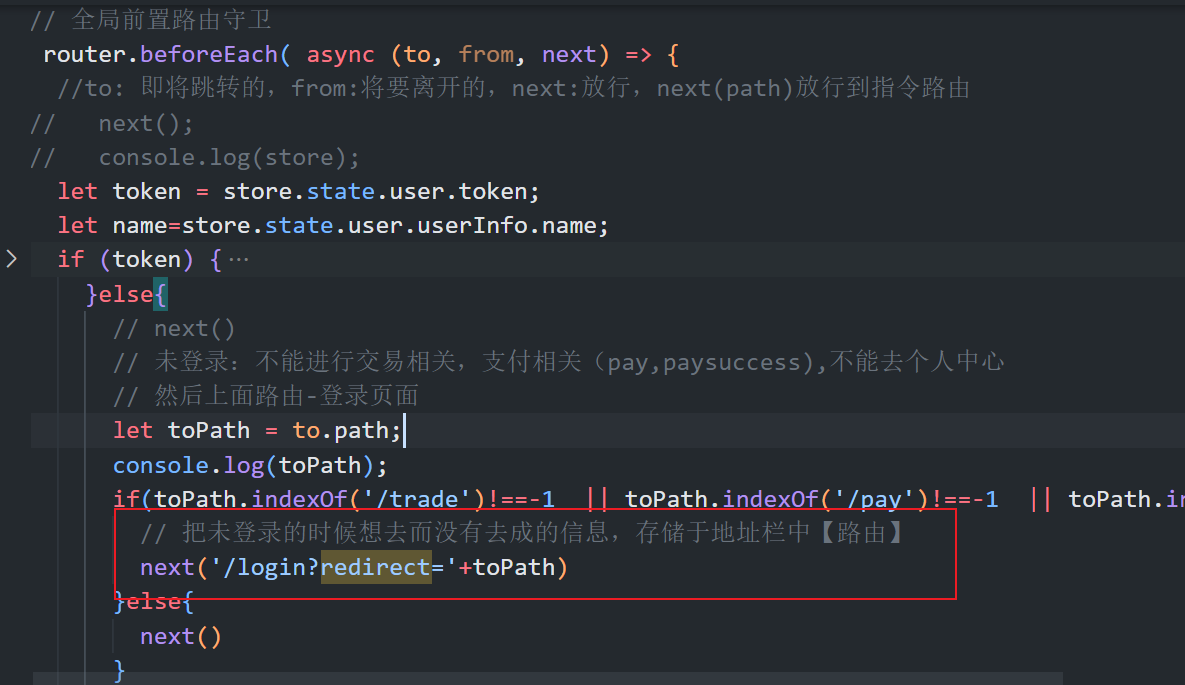 // 全局前置路由守卫
router.beforeEach( async (to, from, next) => {
//to: 即将跳转的，from:将要离开的，next:放行，next(path)放行到指令路由
//   next();
//   console.log(store);
let token = store.state.user.token;
let name=store.state.user.userInfo.name;
if (token) {…
}else{
// next()
// 未登录：不能进行交易相关，支付相关（pay,paysuccess),不能去个人中心
// 然后上面路由-登录页面
let toPath = to.path;
console.log(toPath);
if(toPath.indexOf('/trade')!==-1  || toPath.indexOf('/pay')!==-1  || toPath.in
// 把未登录的时候想去而没有去成的信息，存储于地址栏中【路由】
next('/login?redirect='+toPath)
}else{
next()
}